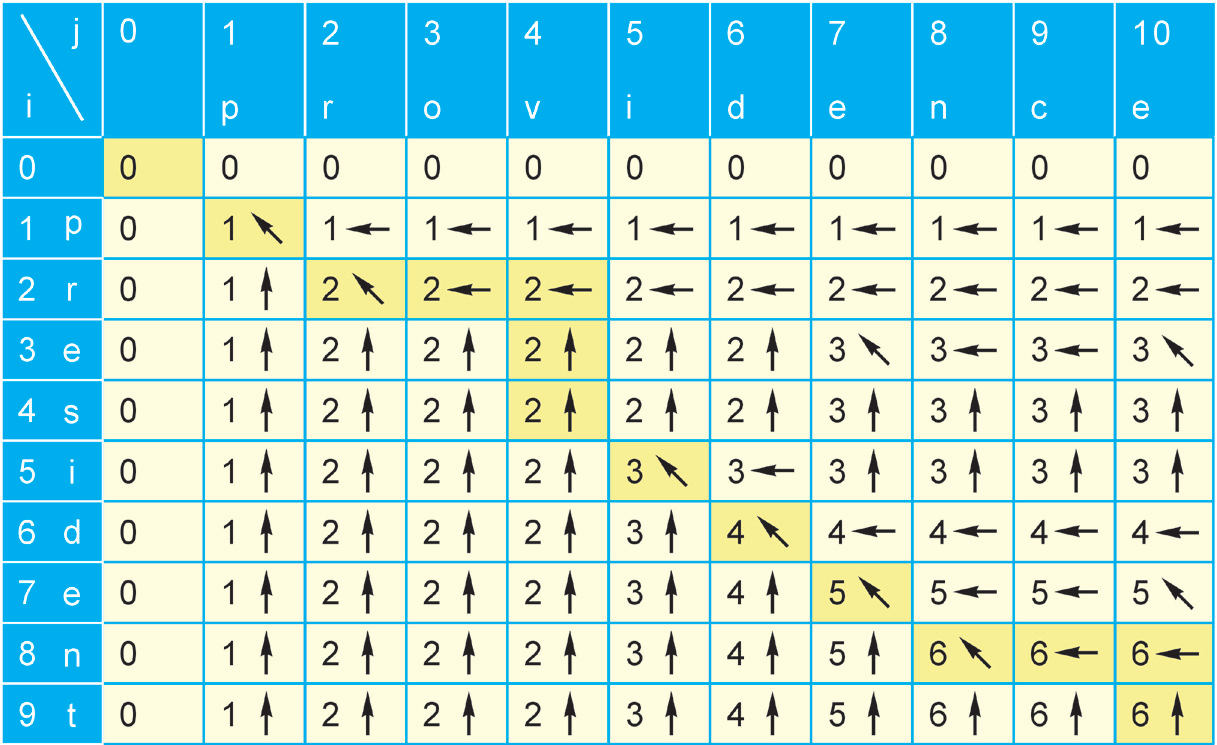 j 0 1 2 3 4 5 6 7 8 9 10
i p r o v i d e n c e
0 0 0 0 0 0 0 0 0 0 0 0
1 p 0 1↖ 1← 1← 1← 1← 1← 1← 1← 1← 1←
2 r 0 1↑ 2↖ 2← 2← 2← 2← 2← 2← 2← 2←
3 e 0 1↑ 2↑ 2↑ 2↑ 2↑ 2↑ 3↖ 3← 3← 3↖
4 s 0 1↑ 2↑ 2↑ 2↑ 2↑ 2↑ 3↑ 3↑ 3↑ 3↑
5 i 0 1↑ 2↑ 2↑ 2↑ 3↖ 3← 3↑ 3↑ 3↑ 3↑
6 d 0 1↑ 2↑ 2↑ 2↑ 3↑ 4↖ 4← 4← 4← 4←
7 e 0 1↑ 2↑ 2↑ 2↑ 3↑ 4↑ 5↖ 5← 5← 5↖
8 n 0 1↑ 2↑ 2↑ 2↑ 3↑ 4↑ 5↑ 6↖ 6← 6←
9 t 0 1↑ 2↑ 2↑ 2↑ 3↑ 4↑ 5↑ 6↑ 6↑ 6↑